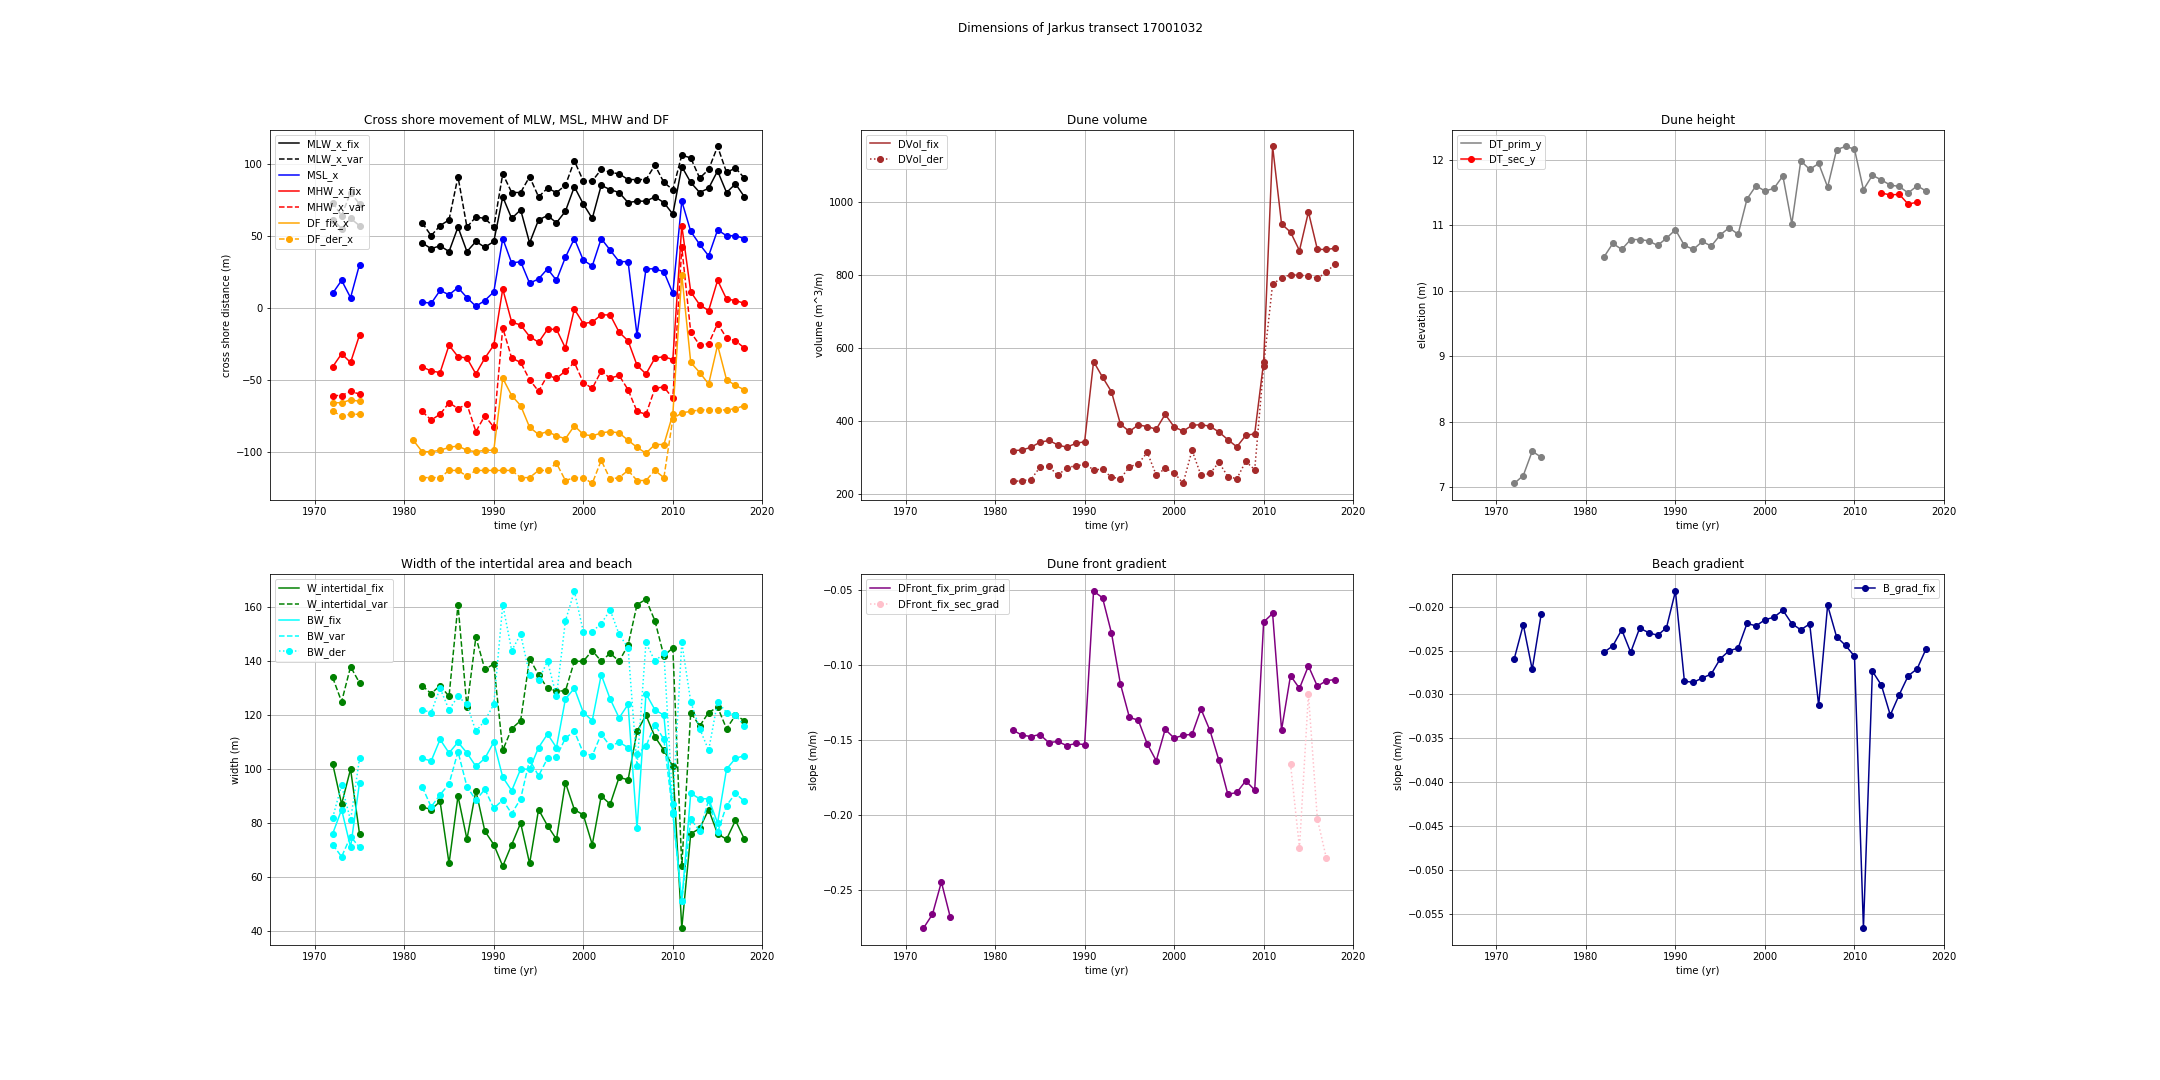 Dimensions of Jarkus transect 17001032
Cross shore movement of MLW, MSL, MHW and DF
MLW_x_fix
MLW_x_var
MSL_x
MHW_x_fix
MHW_x_var
DF_fix_x
DF_der_x
100
50
0
−50
−100
cross shore distance (m)
1970 1980 1990 2000 2010 2020
time (yr)
Dune volume
DVol_fix
DVol_der
1000
800
600
400
200
volume (m^3/m)
1970 1980 1990 2000 2010 2020
time (yr)
Dune height
DT_prim_y
DT_sec_y
12
11
10
9
8
7
elevation (m)
1970 1980 1990 2000 2010 2020
time (yr)
Width of the intertidal area and beach
W_intertidal_fix
W_intertidal_var
BW_fix
BW_var
BW_der
160
140
120
100
80
60
40
width (m)
1970 1980 1990 2000 2010 2020
time (yr)
Dune front gradient
DFront_fix_prim_grad
DFront_fix_sec_grad
−0.05
−0.10
−0.15
−0.20
−0.25
slope (m/m)
1970 1980 1990 2000 2010 2020
time (yr)
Beach gradient
B_grad_fix
−0.020
−0.025
−0.030
−0.035
−0.040
−0.045
−0.050
−0.055
slope (m/m)
1970 1980 1990 2000 2010 2020
time (yr)